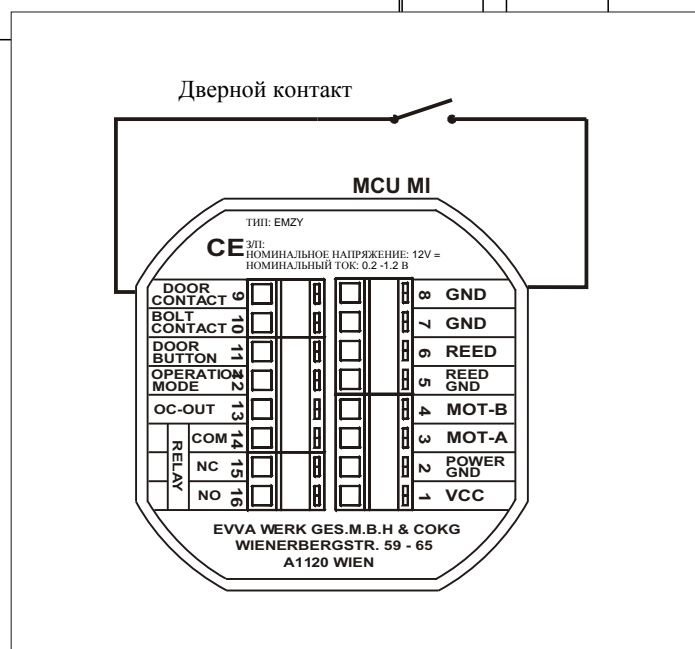 Дверной контакт
MCU MI
ТИП: EMZY
CE
З/П:
НОМИНАЛЬНОЕ НАПРЯЖЕНИЕ: 12V =
НОМИНАЛЬНЫЙ ТОК: 0.2 -1.2 В
DOOR
CONTACT 9
8 GND
BOLT
CONTACT 10
7 GND
DOOR
BUTTON 11
6 REED
OPERATION
MODE 12
5 REED
GND
OC-OUT 13
4 MOT-B
RELAY
COM 14
3 MOT-A
NC 15
2 POWER
GND
NO 16
1 VCC
EVVA WERK GES.M.B.H & COKG
WIENERBERGSTR. 59 - 65
A1120 WIEN